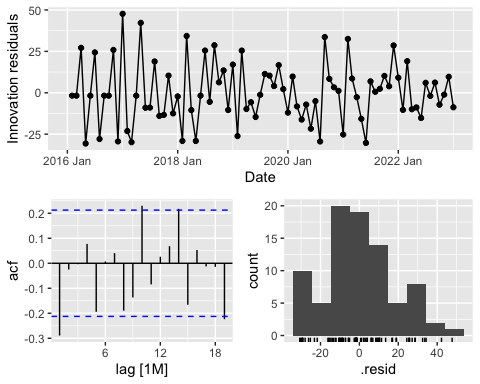 Innovation residuals
50
25
0
-25
2016 Jan 2018 Jan 2020 Jan 2022 Jan
Date
acf
0.2
0.1
0.0
-0.1
-0.2
-0.3
6 12 18
lag [1M]
count
20
15
10
5
0
-20 0 20 40
.resid